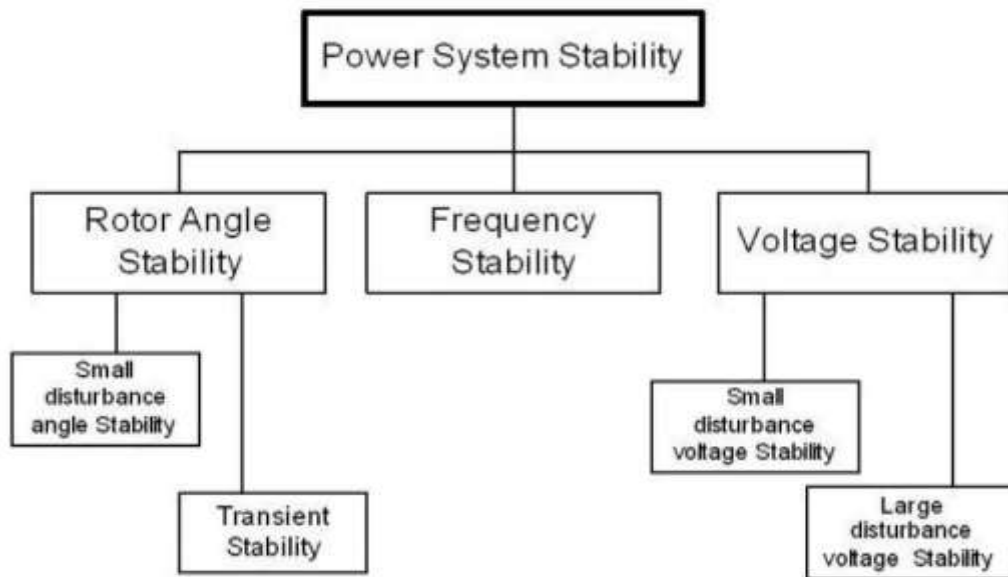 Power System Stability
Rotor Angle
Stability
Frequency
Stability
Voltage Stability
Small
disturbance
angle Stability
Transient
Stability
Small
disturbance
voltage Stability
Large
disturbance
voltage Stability